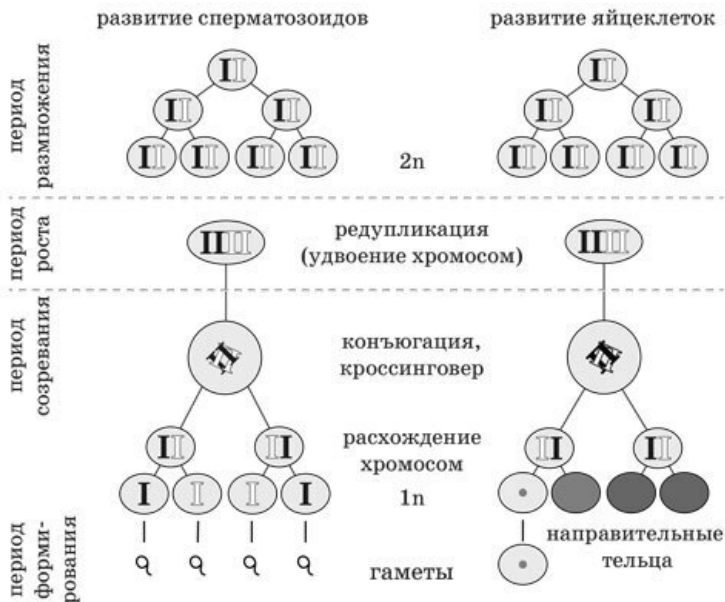 развитие сперматозоидов
развитие яйцеклеток
период
размножения
2n
период
роста
редупликация
(удвоение хромосом)
период
созревания
конъюгация,
кроссинговер
расхождение
хромосом
1n
период
форми-
рования
гаметы
направительные
тельца